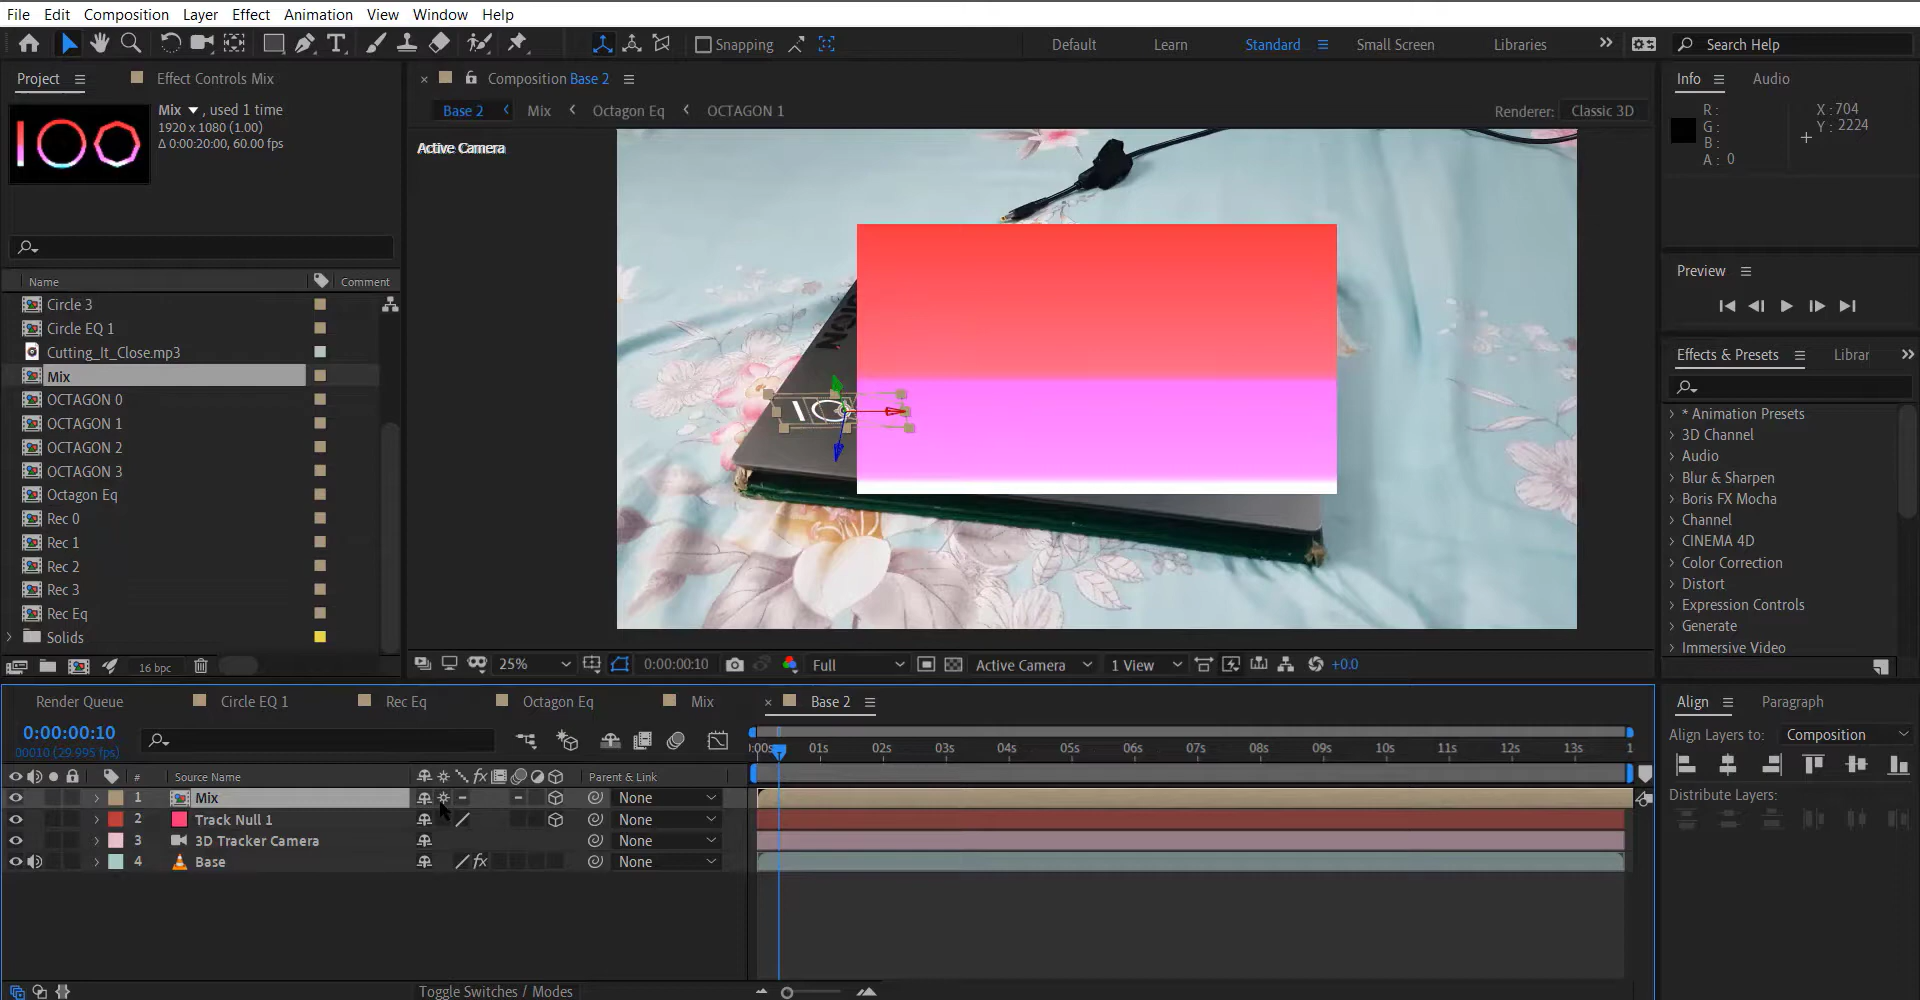 File Edit Composition Layer Effect Animation View Window Help
Snapping Default Learn Standard Small Screen Libraries Search Help
Project Effect Controls Mix
Composition Base 2
Info Audio
Mix , used 1 time
1920 x 1080 (1.00)
Δ 0:00:20:00, 60.00 fps
100
Base 2 Mix Octagon Eq OCTAGON 1
Renderer: Classic 3D
R :
G :
B :
A : 0
X : 704
Y : 2224
Active Camera
Name Comment
Circle 3
Circle EQ 1
Cutting_It_Close.mp3
Mix
OCTAGON 0
OCTAGON 1
OCTAGON 2
OCTAGON 3
Octagon Eq
Rec 0
Rec 1
Rec 2
Rec 3
Rec Eq
Solids
16 bpc
Preview
Effects & Presets Librar
* Animation Presets
3D Channel
Audio
Blur & Sharpen
Boris FX Mocha
Channel
CINEMA 4D
Color Correction
Distort
Expression Controls
Generate
Immersive Video
25% 0:00:00:10 Full Active Camera 1 View +0.0
Render Queue Circle EQ 1 Rec Eq Octagon Eq Mix Base 2
0:00:00:10
00010 (29.995 fps)
:00s 01s 02s 03s 04s 05s 06s 07s 08s 09s 10s 11s 12s 13s 1
# Source Name fx Parent & Link
1 Mix None
2 Track Null 1 None
3 3D Tracker Camera None
4 Base fx None
Toggle Switches / Modes
Align Paragraph
Align Layers to: Composition
Distribute Layers: